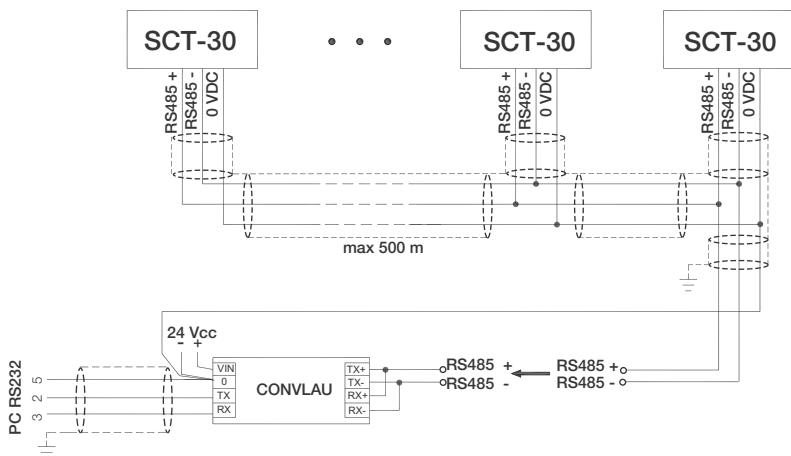 SCT-30
SCT-30
SCT-30
RS485 +
RS485 -
0 VDC
RS485 +
RS485 -
0 VDC
RS485 +
RS485 -
0 VDC
max 500 m
24 Vcc
- +
PC RS232
5
2
3
VIN
0
TX
RX
CONVLAU
TX+
TX-
RX+
RX-
RS485 +
RS485 -
RS485 +
RS485 -